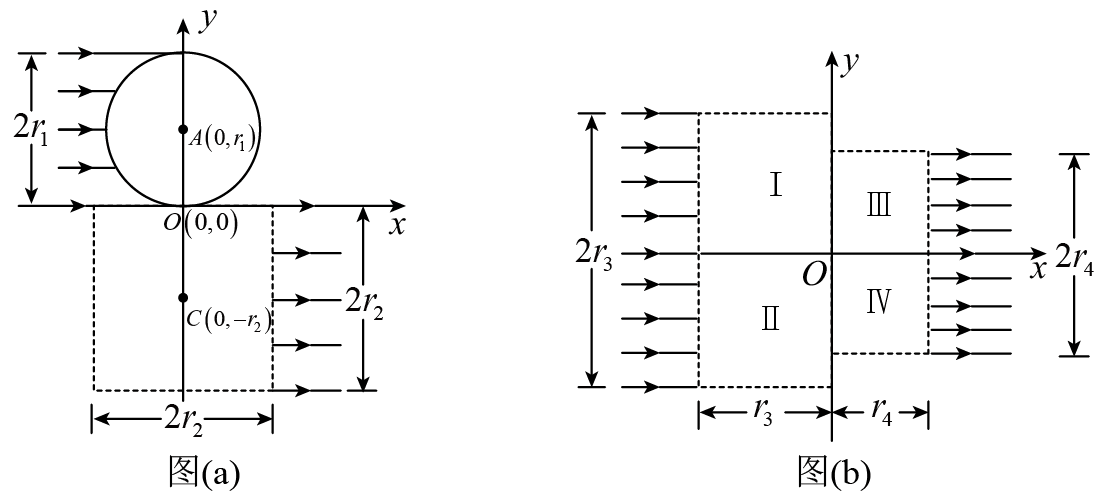 y
2r₁
A(0,r₁)
O(0,0)
x
C(0,−r₂)
2r₂
2r₂
图(a)
y
Ⅰ
Ⅲ
2r₃
O
x
2r₄
Ⅱ
Ⅳ
r₃
r₄
图(b)